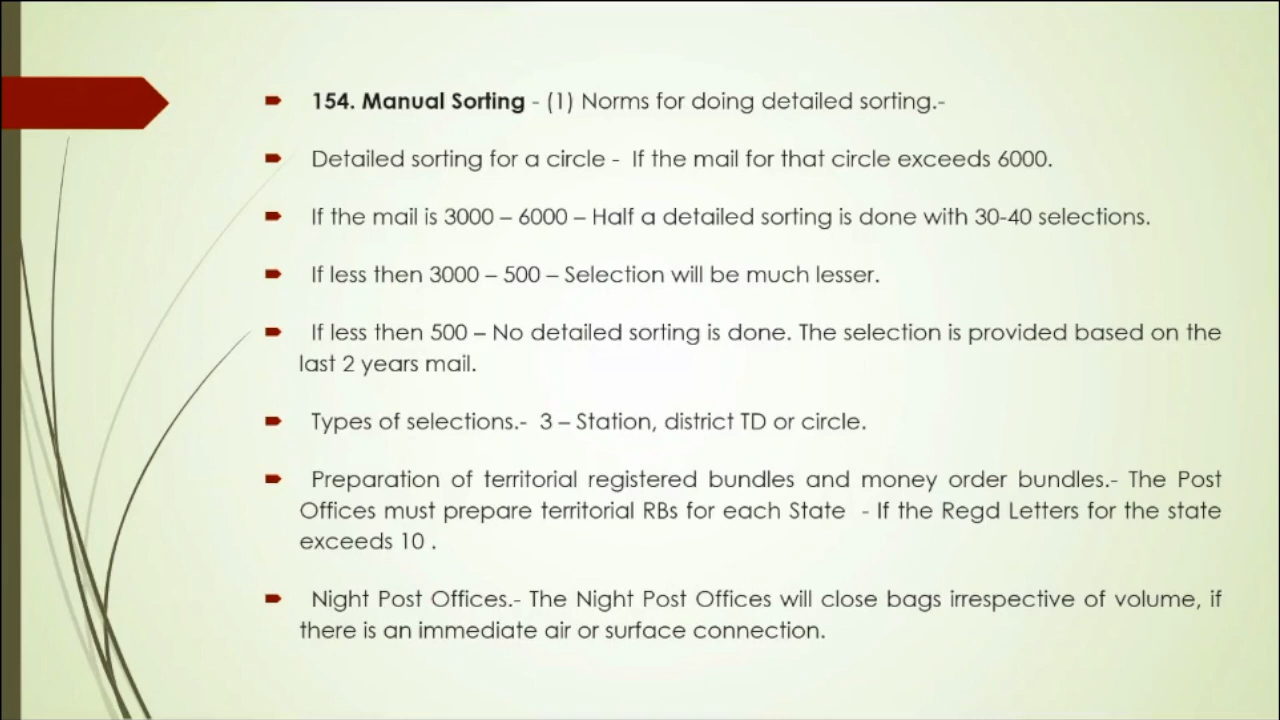 154. Manual Sorting - (1) Norms for doing detailed sorting.-
Detailed sorting for a circle - If the mail for that circle exceeds 6000.
If the mail is 3000 – 6000 – Half a detailed sorting is done with 30-40 selections.
If less then 3000 – 500 – Selection will be much lesser.
If less then 500 – No detailed sorting is done. The selection is provided based on the
last 2 years mail.
Types of selections.- 3 – Station, district TD or circle.
Preparation of territorial registered bundles and money order bundles.- The Post
Offices must prepare territorial RBs for each State - If the Regd Letters for the state
exceeds 10 .
Night Post Offices.- The Night Post Offices will close bags irrespective of volume, if
there is an immediate air or surface connection.